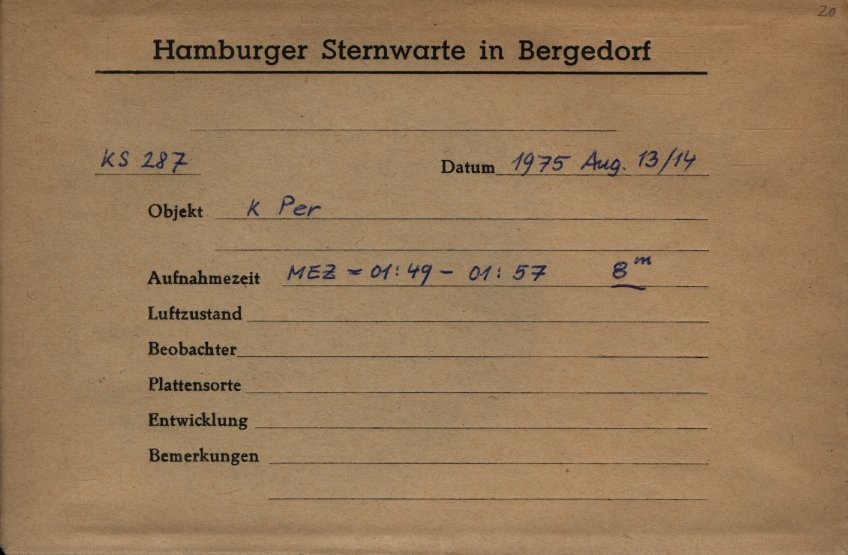 20
Hamburger Sternwarte in Bergedorf
KS 287 Datum 1975 Aug. 13/14
Objekt κ Per
Aufnahmezeit MEZ = 01:49 - 01:57 8ᵐ
Luftzustand
Beobachter
Plattensorte
Entwicklung
Bemerkungen